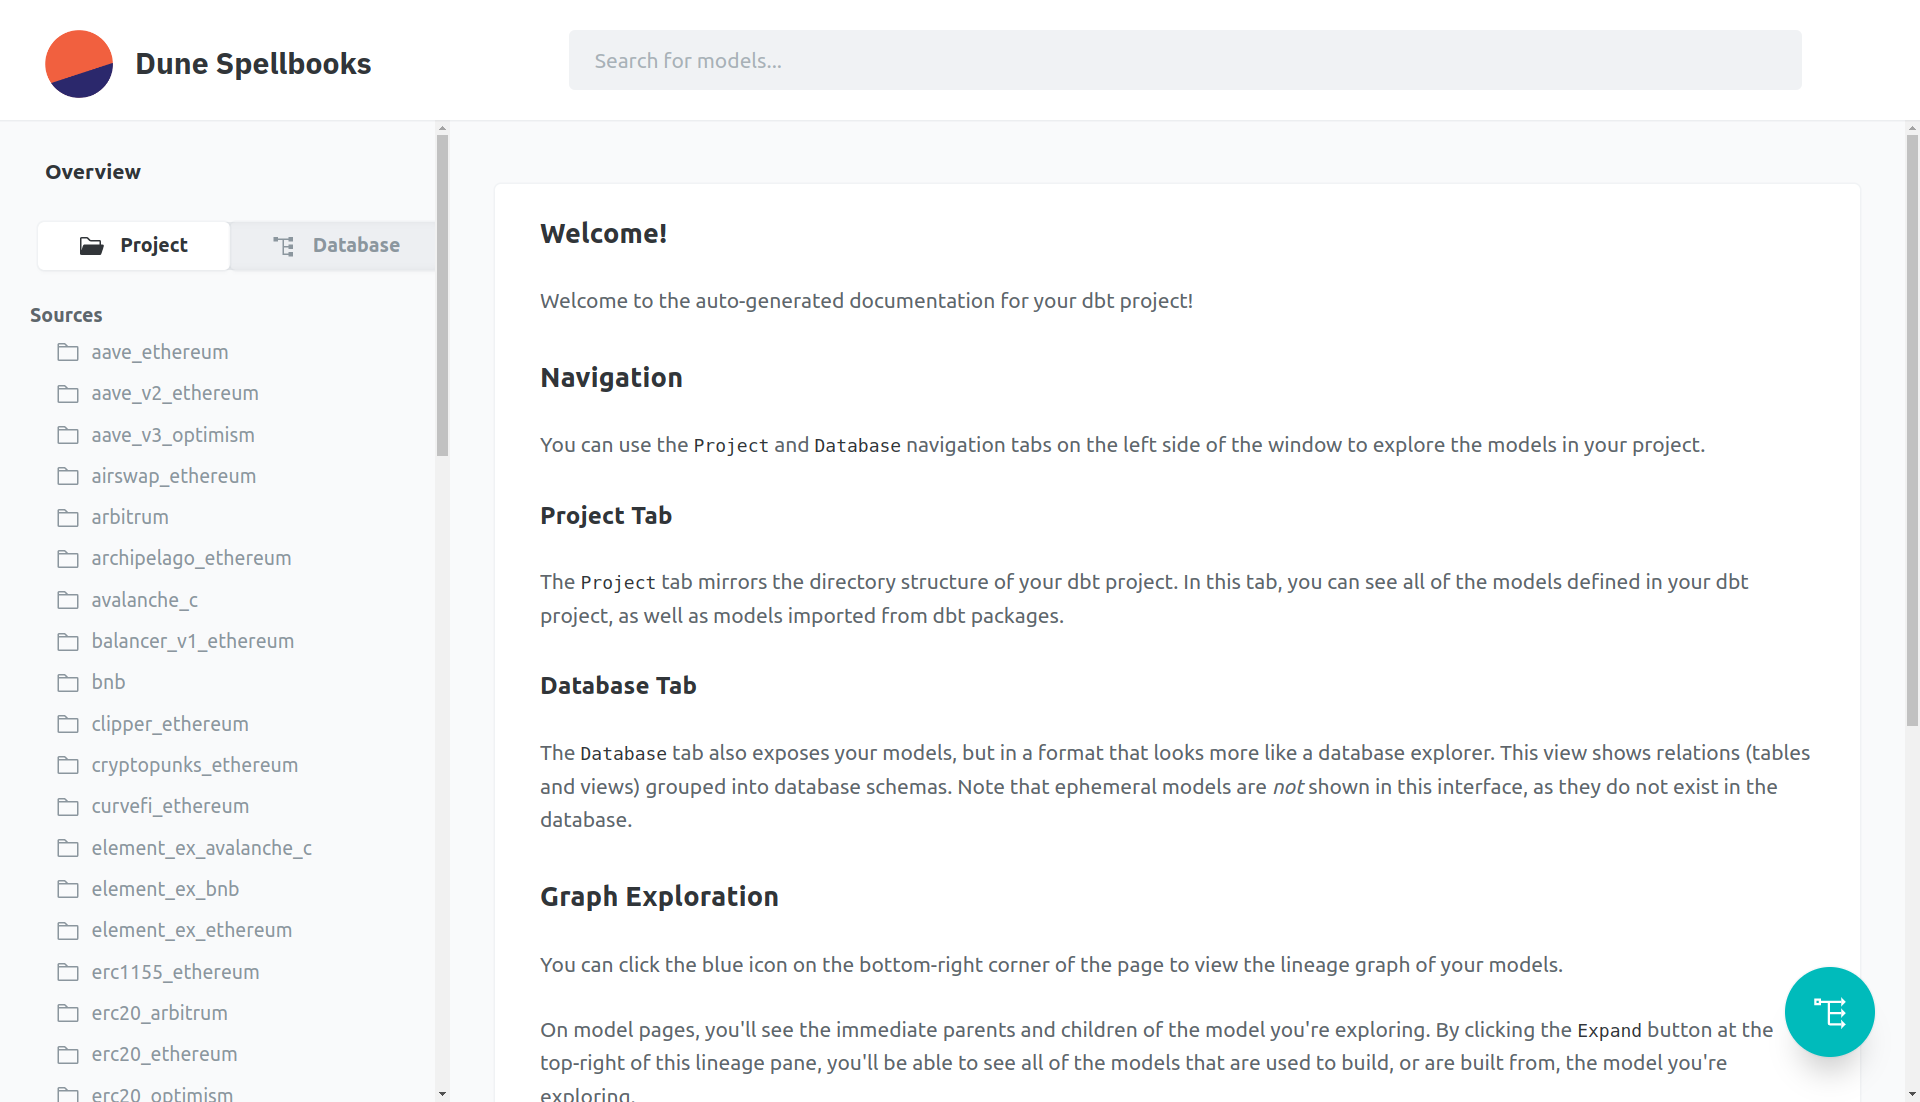 Dune Spellbooks
Search for models...
Overview
Project
Database
Sources
aave_ethereum
aave_v2_ethereum
aave_v3_optimism
airswap_ethereum
arbitrum
archipelago_ethereum
avalanche_c
balancer_v1_ethereum
bnb
clipper_ethereum
cryptopunks_ethereum
curvefi_ethereum
element_ex_avalanche_c
element_ex_bnb
element_ex_ethereum
erc1155_ethereum
erc20_arbitrum
erc20_ethereum
erc20_optimism
Welcome!
Welcome to the auto-generated documentation for your dbt project!
Navigation
You can use the Project and Database navigation tabs on the left side of the window to explore the models in your project.
Project Tab
The Project tab mirrors the directory structure of your dbt project. In this tab, you can see all of the models defined in your dbt
project, as well as models imported from dbt packages.
Database Tab
The Database tab also exposes your models, but in a format that looks more like a database explorer. This view shows relations (tables
and views) grouped into database schemas. Note that ephemeral models are not shown in this interface, as they do not exist in the
database.
Graph Exploration
You can click the blue icon on the bottom-right corner of the page to view the lineage graph of your models.
On model pages, you'll see the immediate parents and children of the model you're exploring. By clicking the Expand button at the
top-right of this lineage pane, you'll be able to see all of the models that are used to build, or are built from, the model you're
exploring.